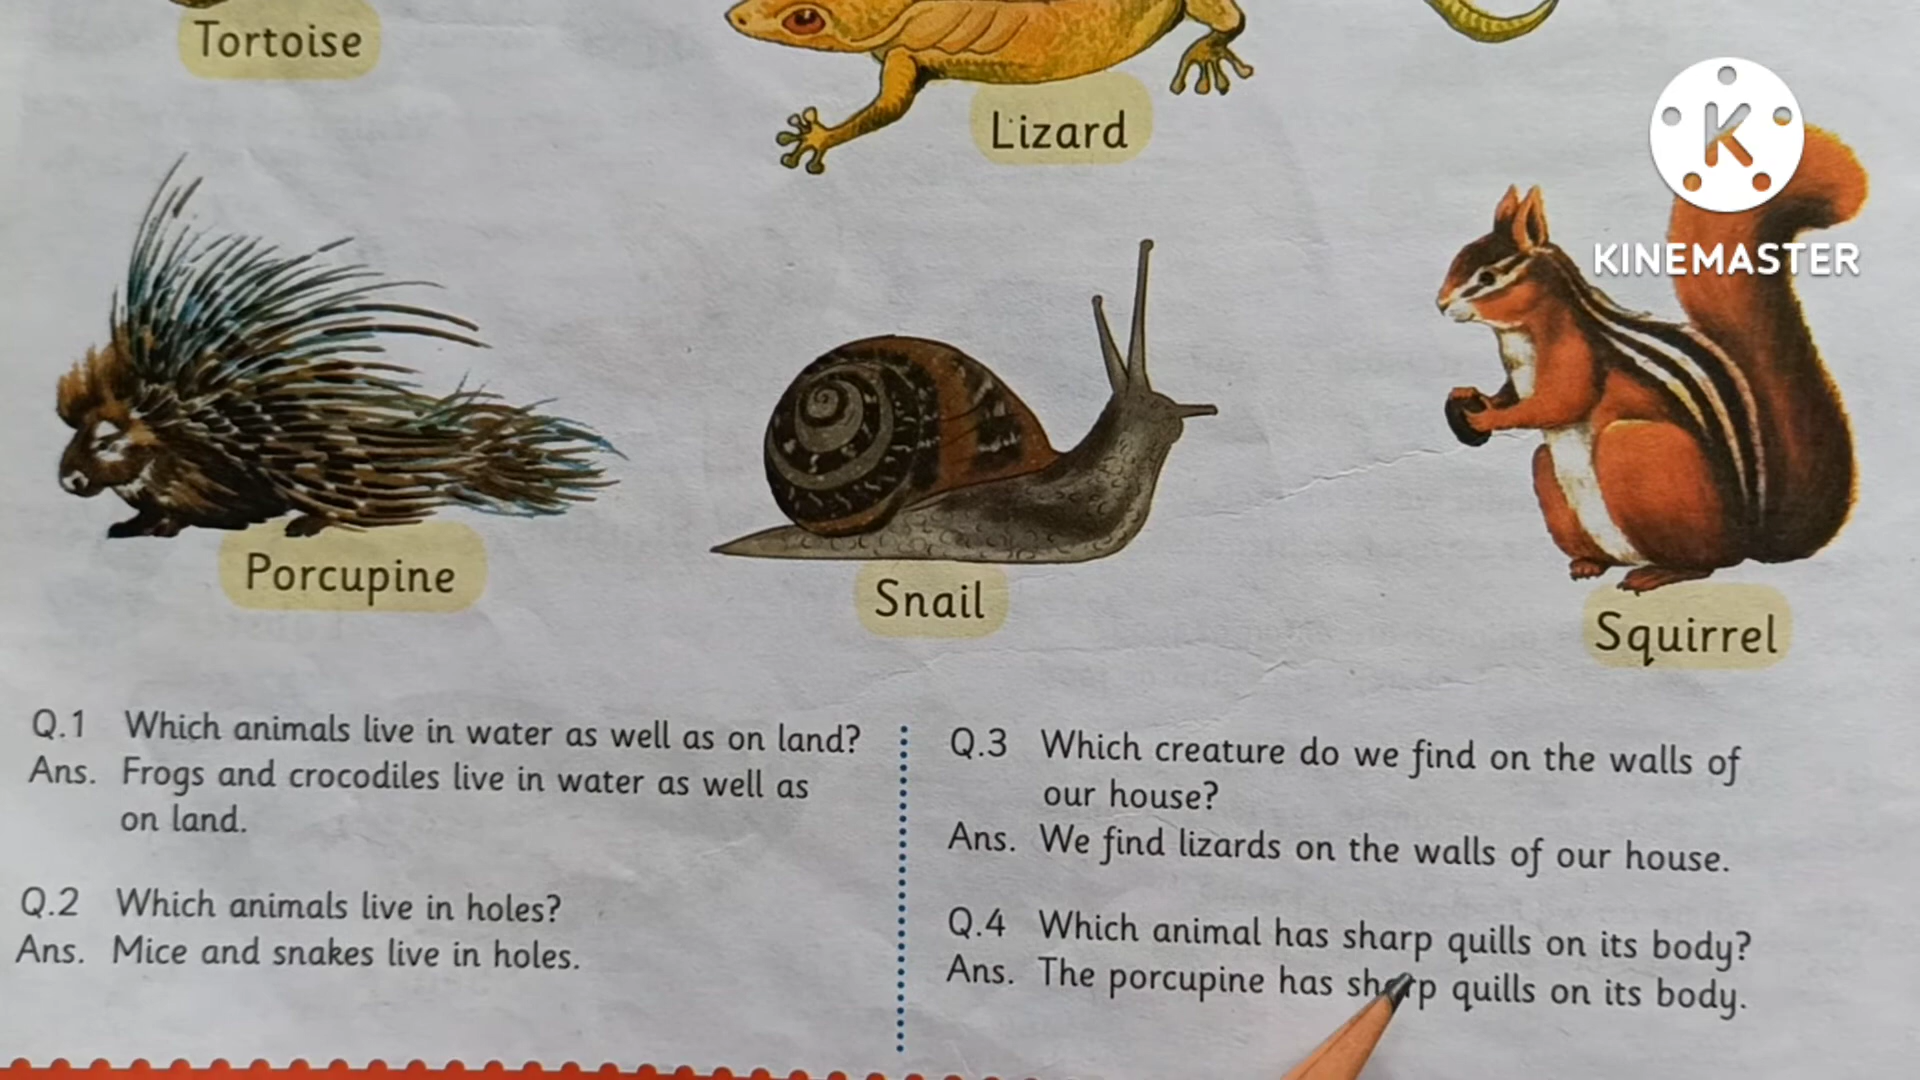 Tortoise
Lizard
K
KINEMASTER
Porcupine
Snail
Squirrel
Q.1 Which animals live in water as well as on land?
Ans. Frogs and crocodiles live in water as well as
on land.
Q.2 Which animals live in holes?
Ans. Mice and snakes live in holes.
Q.3 Which creature do we find on the walls of
our house?
Ans. We find lizards on the walls of our house.
Q.4 Which animal has sharp quills on its body?
Ans. The porcupine has sharp quills on its body.